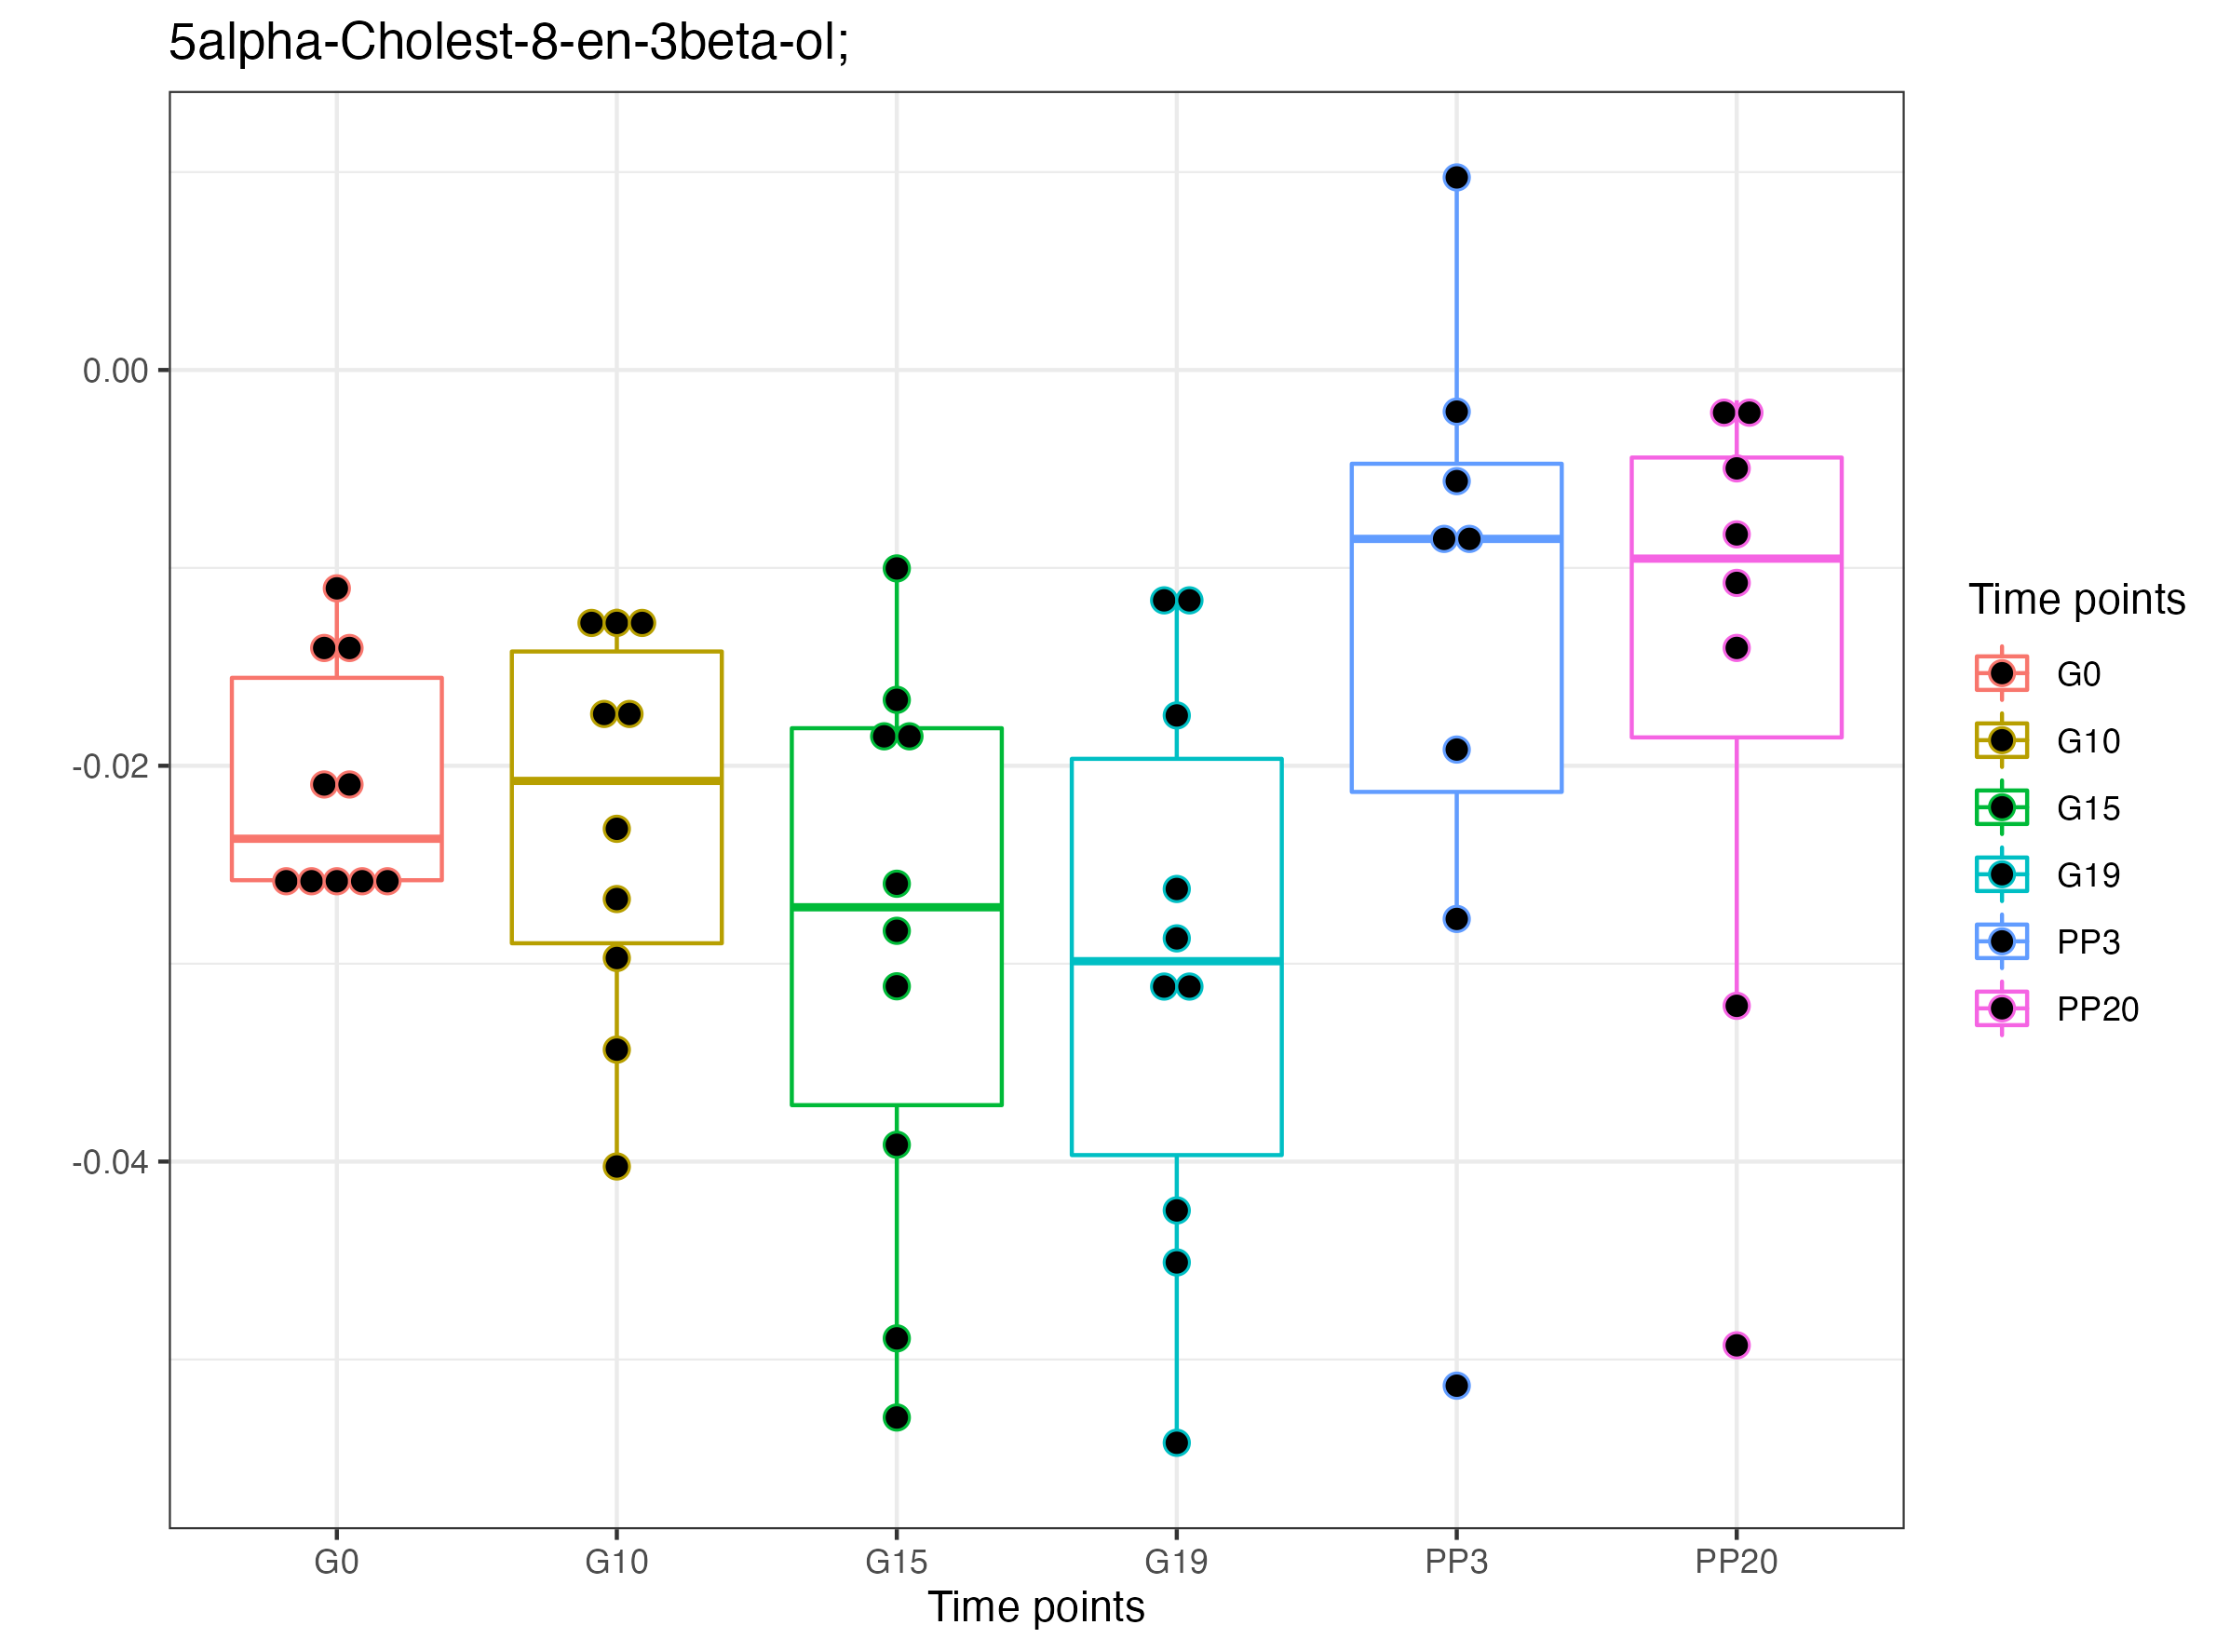 5alpha-Cholest-8-en-3beta-ol;
0.00
-0.02
-0.04
G0 G10 G15 G19 PP3 PP20
Time points
Time points
G0
G10
G15
G19
PP3
PP20